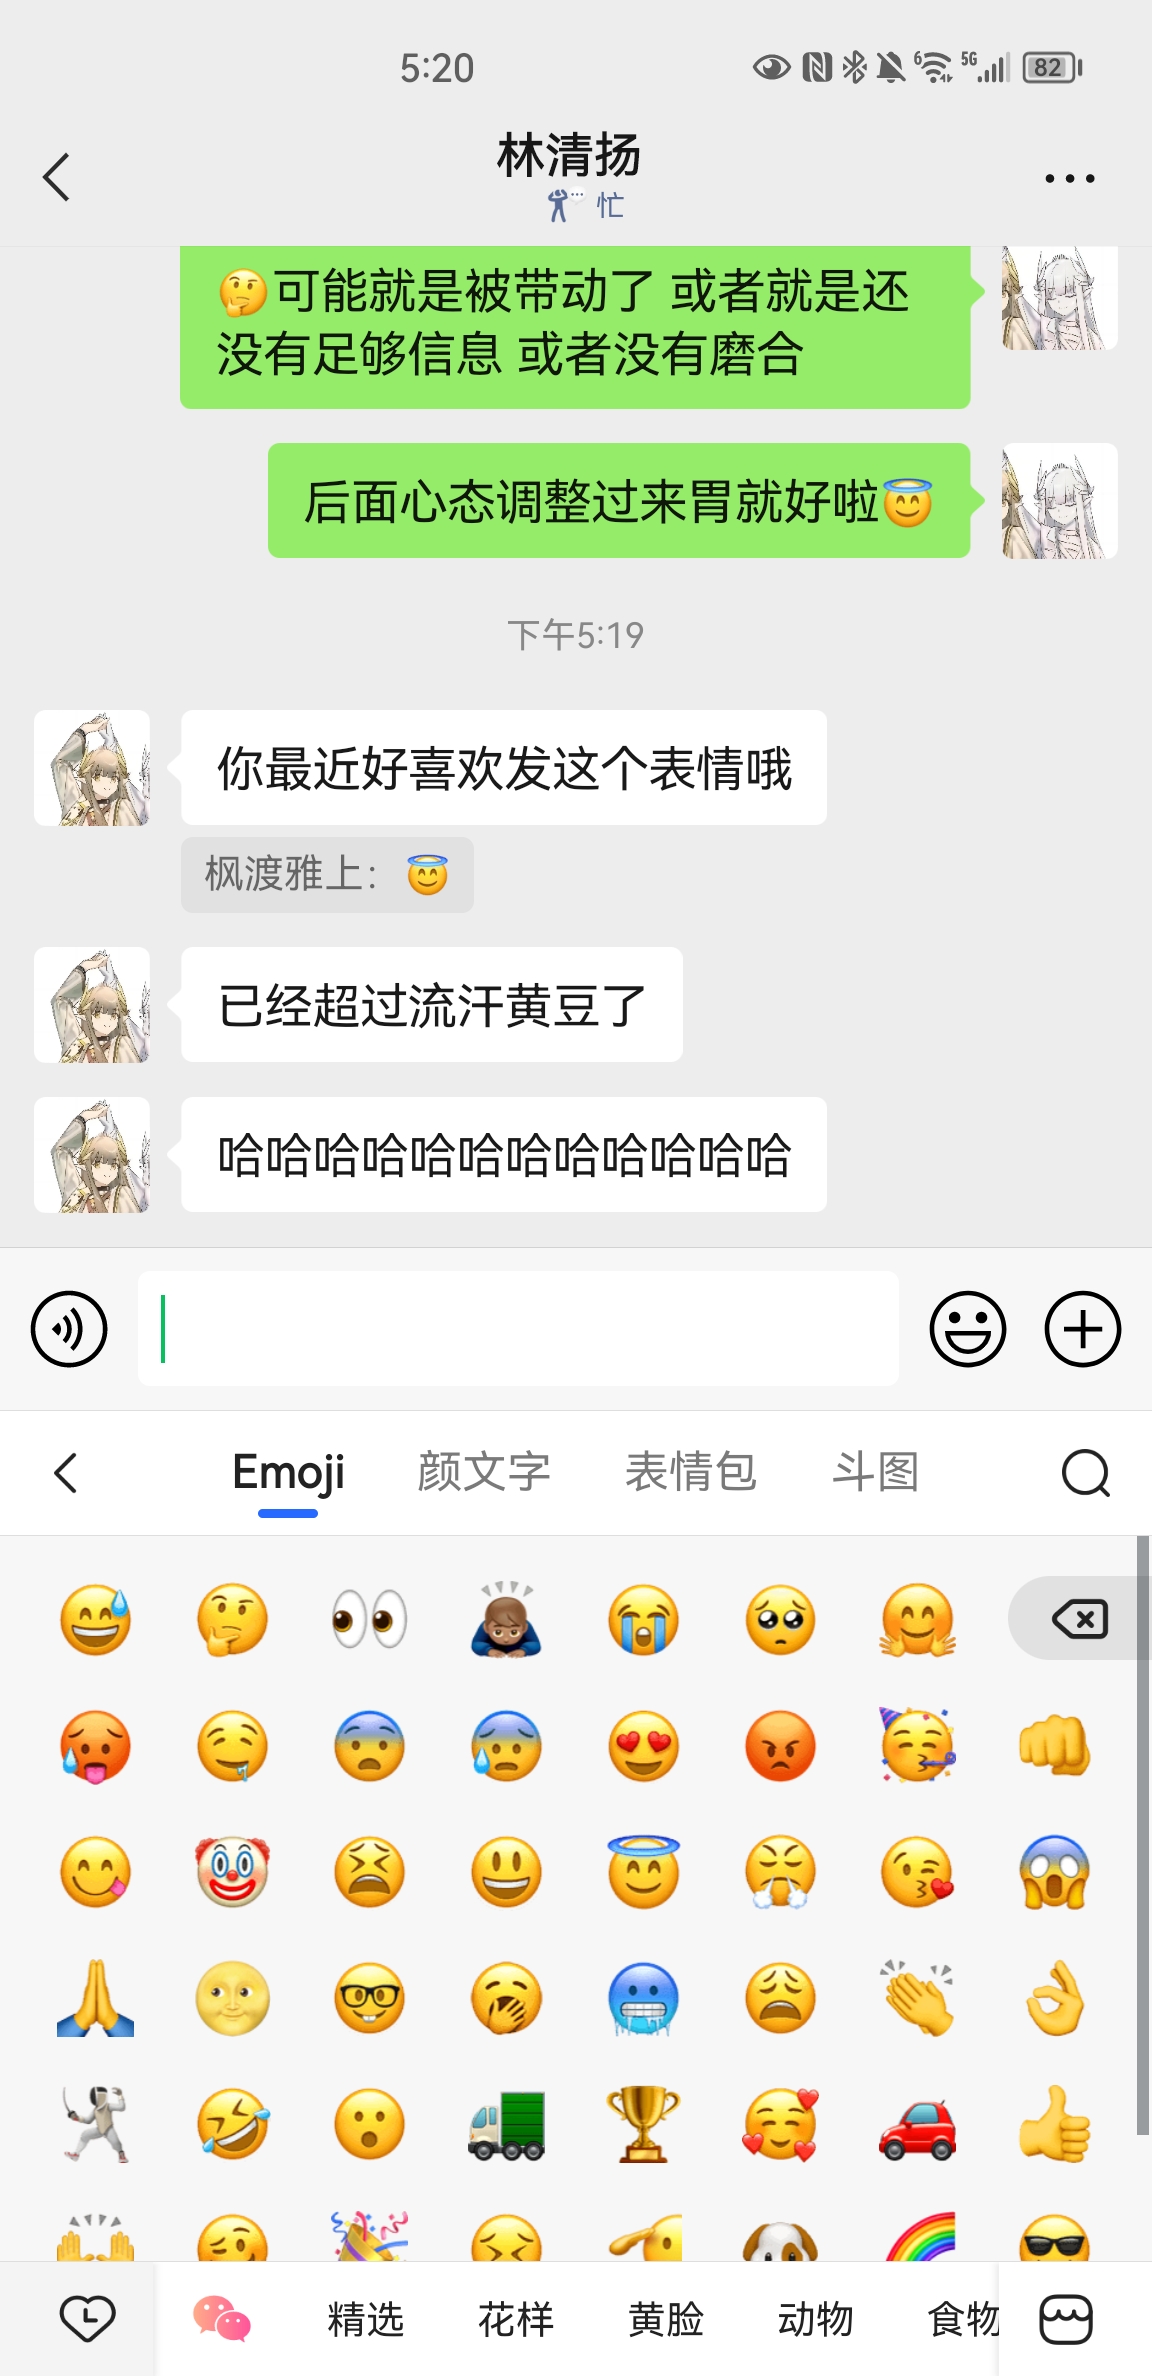 5:20
6
5G
82
林清扬
忙
🤔可能就是被带动了 或者就是还
没有足够信息 或者没有磨合
后面心态调整过来胃就好啦😇
下午5:19
你最近好喜欢发这个表情哦
枫渡雅上：😇
已经超过流汗黄豆了
哈哈哈哈哈哈哈哈哈哈哈哈
Emoji
颜文字
表情包
斗图
精选
花样
黄脸
动物
食物